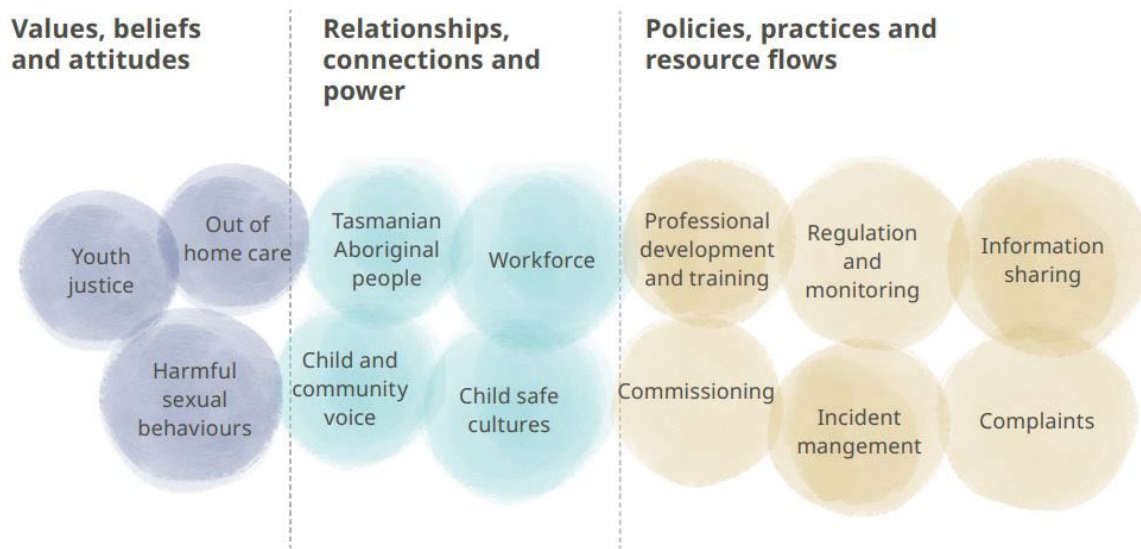 Values, beliefs
and attitudes
Relationships,
connections and
power
Policies, practices and
resource flows
Youth
justice
Out of
home care
Harmful
sexual
behaviours
Tasmanian
Aboriginal
people
Workforce
Child and
community
voice
Child safe
cultures
Professional
development
and training
Regulation
and
monitoring
Information
sharing
Commissioning
Incident
mangement
Complaints